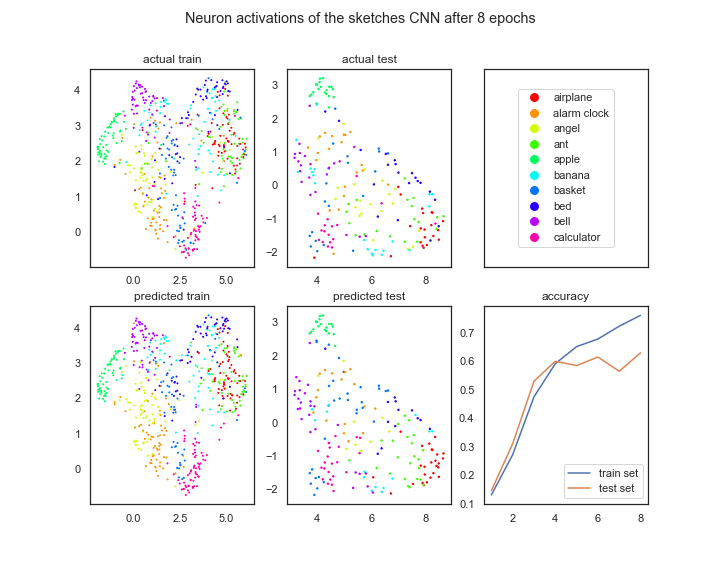 Neuron activations of the sketches CNN after 8 epochs
actual train
actual test
4
3
2
1
0
0.0 2.5 5.0
3
2
1
0
−1
−2
4 6 8
airplane
alarm clock
angel
ant
apple
banana
basket
bed
bell
calculator
predicted train
predicted test
accuracy
4
3
2
1
0
0.0 2.5 5.0
3
2
1
0
−1
−2
4 6 8
0.7
0.6
0.5
0.4
0.3
0.2
0.1
train set
test set
2 4 6 8